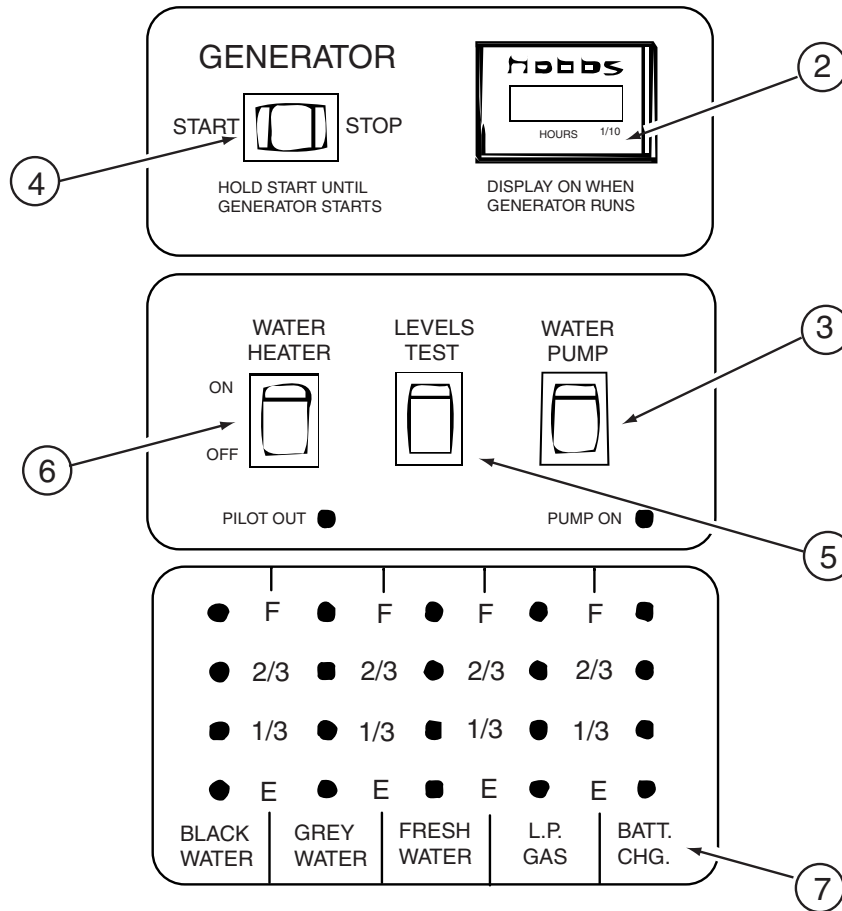 GENERATOR
hobbs
HOURS 1/10
START STOP
HOLD START UNTIL
GENERATOR STARTS
DISPLAY ON WHEN
GENERATOR RUNS
2
4
WATER
HEATER
LEVELS
TEST
WATER
PUMP
ON
OFF
PILOT OUT
PUMP ON
3
6
5
F F F F
2/3 2/3 2/3 2/3
1/3 1/3 1/3 1/3
E E E E
BLACK
WATER
GREY
WATER
FRESH
WATER
L.P.
GAS
BATT.
CHG.
7